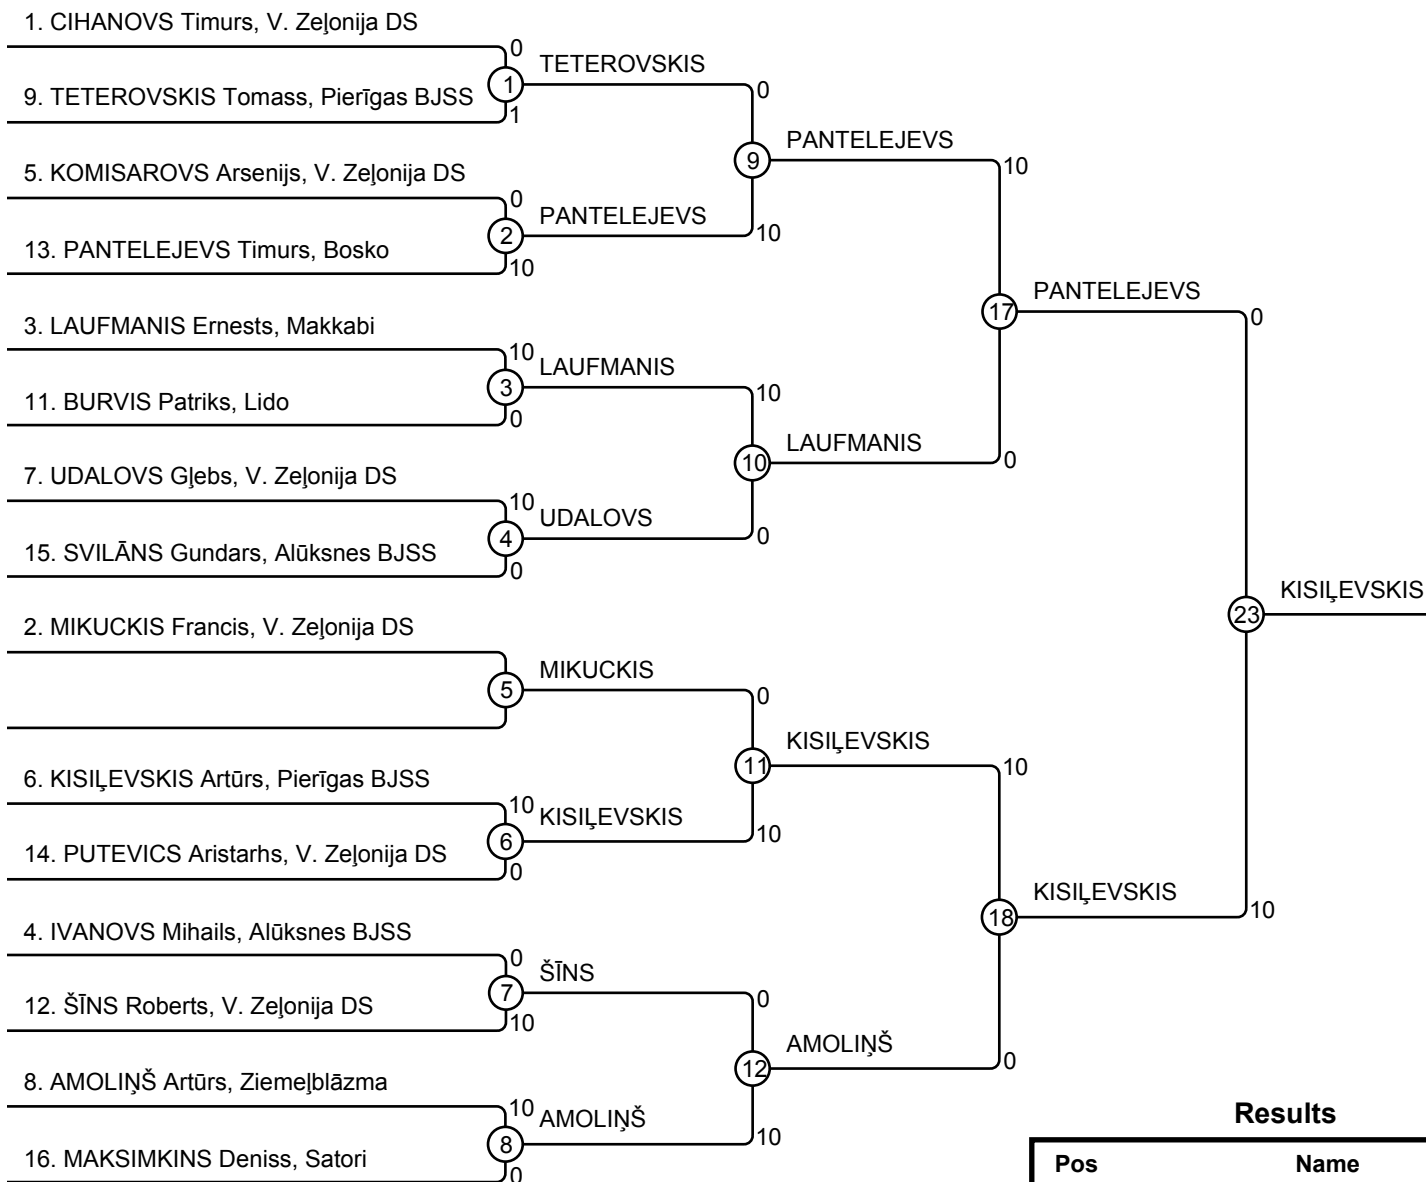 1. CIHANOVS Timurs, V. Zeļonija DS
0
TETEROVSKIS
1
0
9. TETEROVSKIS Tomass, Pierīgas BJSS
1
PANTELEJEVS
9
10
5. KOMISAROVS Arsenijs, V. Zeļonija DS
0
PANTELEJEVS
2
10
13. PANTELEJEVS Timurs, Bosko
10
PANTELEJEVS
17
0
3. LAUFMANIS Ernests, Makkabi
10
LAUFMANIS
3
10
11. BURVIS Patriks, Lido
0
LAUFMANIS
10
0
7. UDALOVS Gļebs, V. Zeļonija DS
10
UDALOVS
4
0
15. SVILĀNS Gundars, Alūksnes BJSS
0
KISIĻEVSKIS
23
2. MIKUCKIS Francis, V. Zeļonija DS
MIKUCKIS
5
0
KISIĻEVSKIS
11
10
6. KISIĻEVSKIS Artūrs, Pierīgas BJSS
10
KISIĻEVSKIS
6
10
14. PUTEVICS Aristarhs, V. Zeļonija DS
0
KISIĻEVSKIS
18
10
4. IVANOVS Mihails, Alūksnes BJSS
0
ŠĪNS
7
0
12. ŠĪNS Roberts, V. Zeļonija DS
10
AMOLIŅŠ
12
0
8. AMOLIŅŠ Artūrs, Ziemeļblāzma
10
AMOLIŅŠ
8
10
16. MAKSIMKINS Deniss, Satori
0
Results
Pos Name